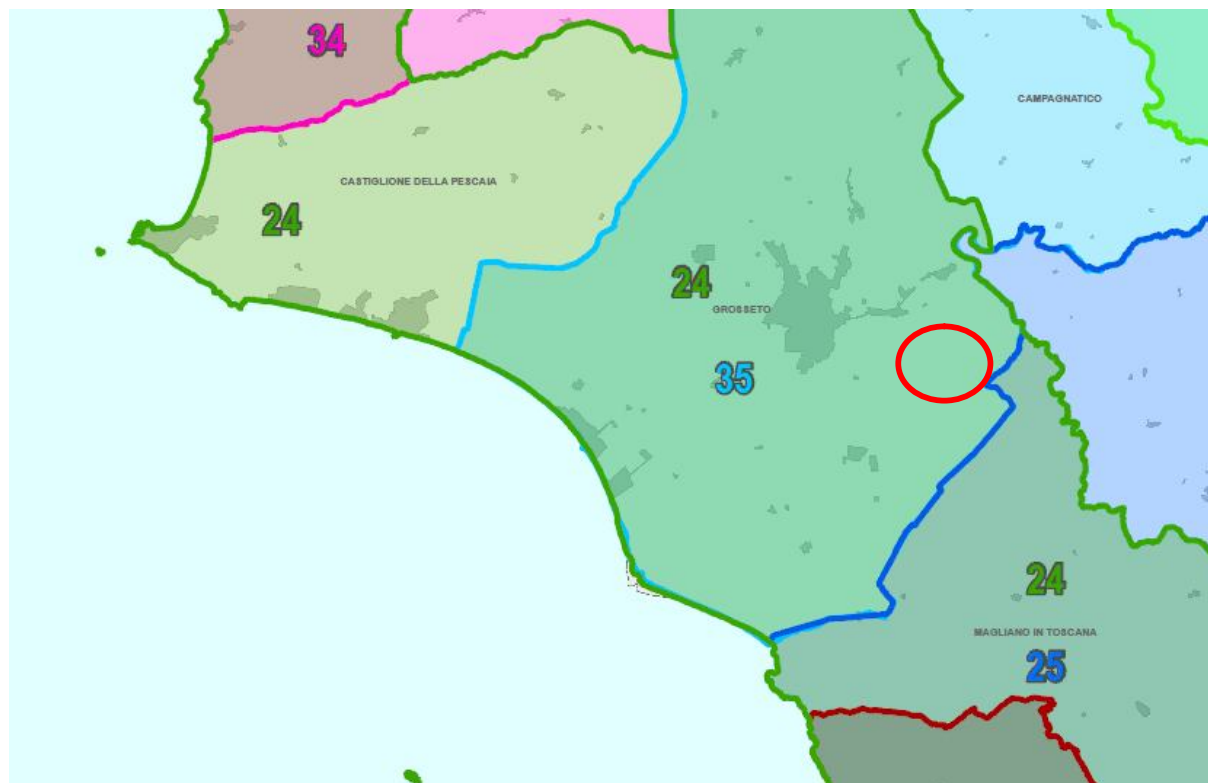 34
CAMPAGNATICO
CASTIGLIONE DELLA PESCAIA
24
24
GROSSETO
35
24
MAGLIANO IN TOSCANA
25